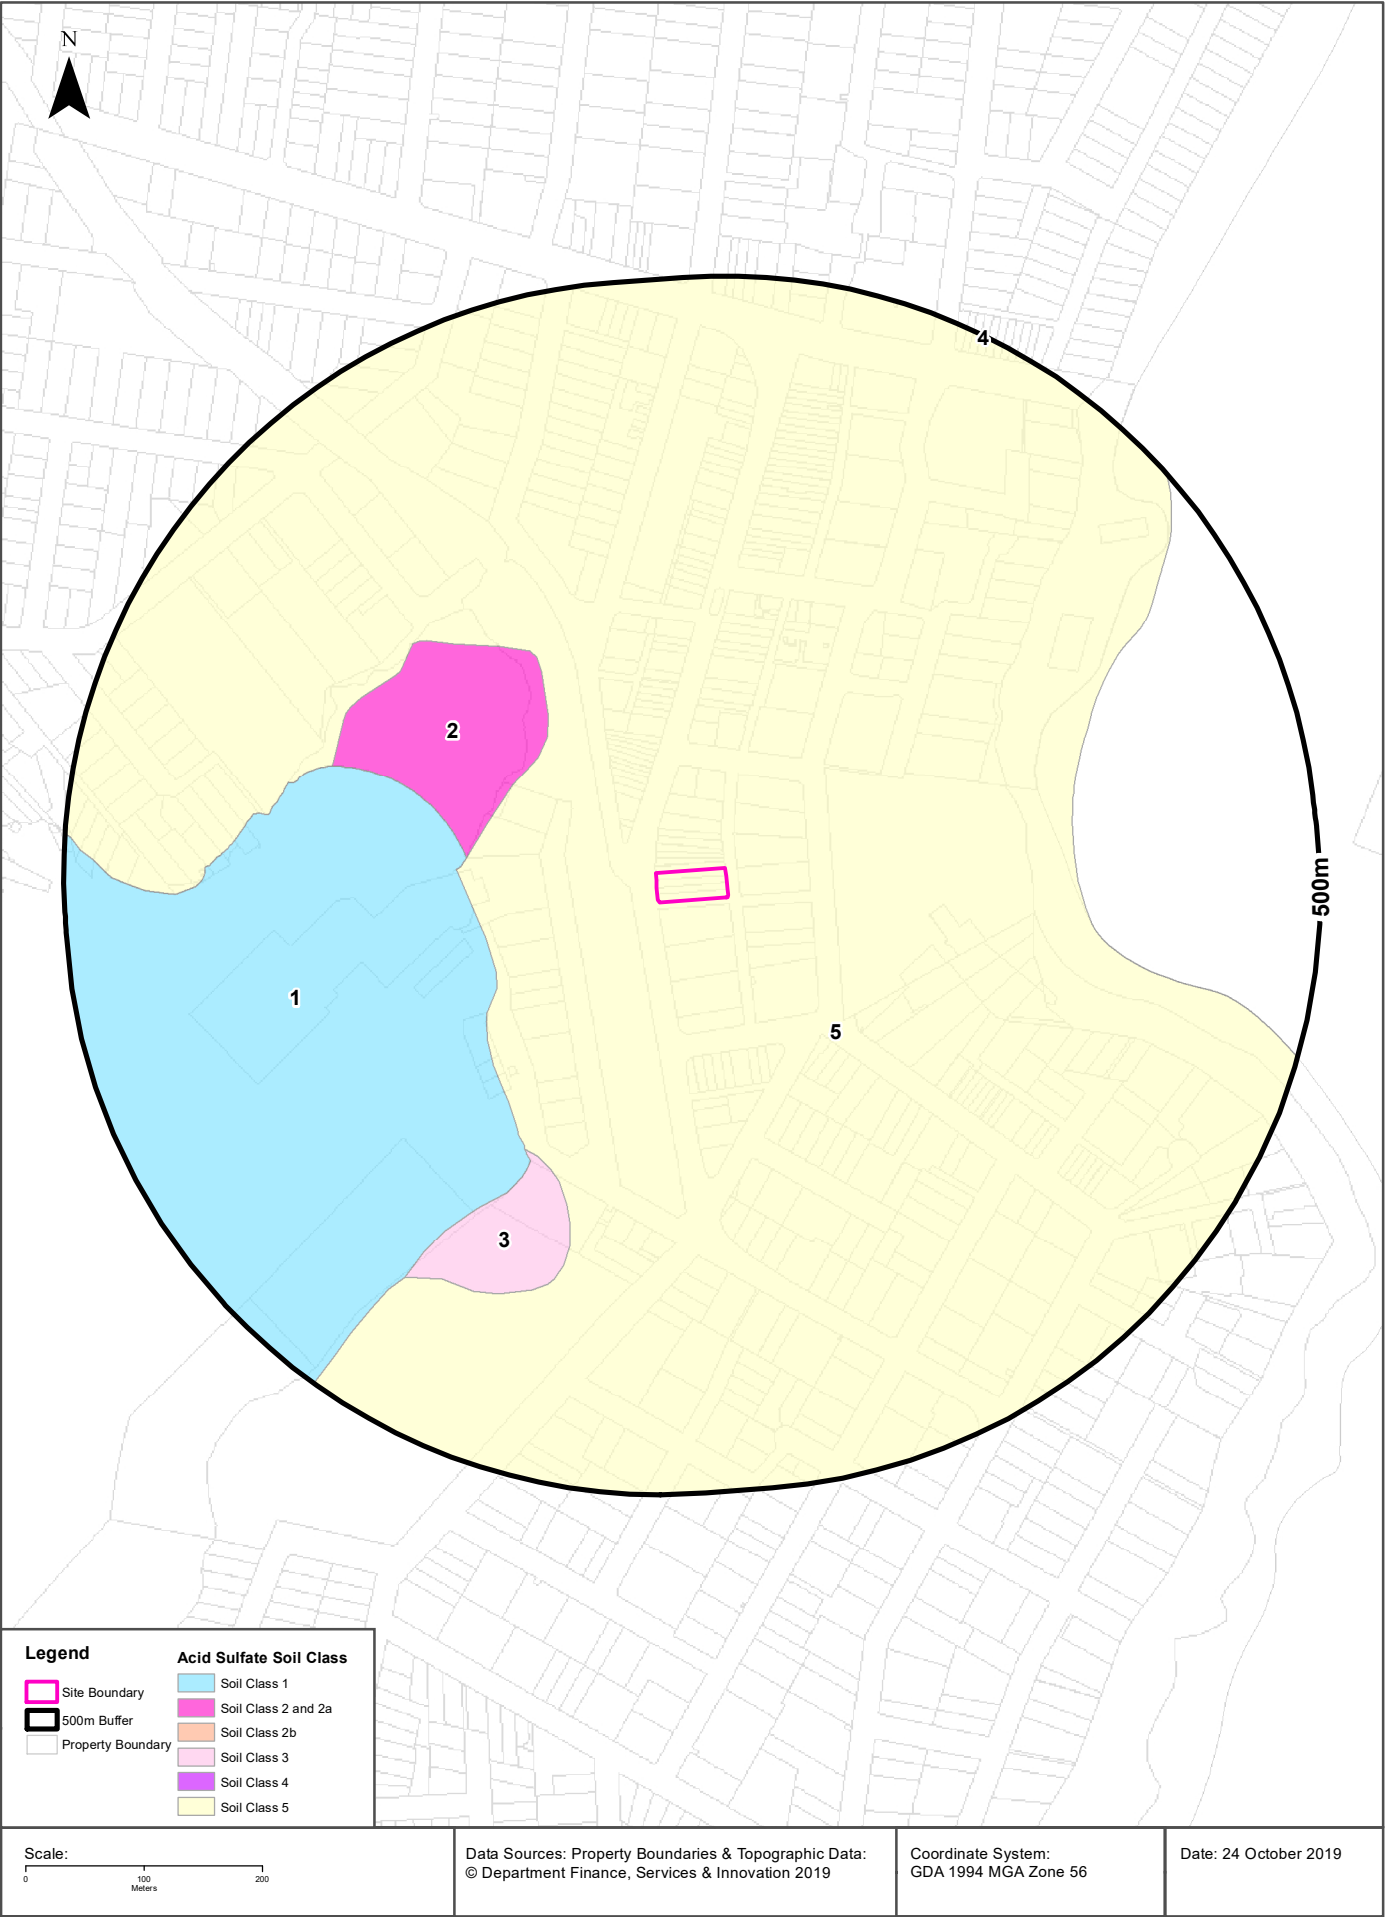 N
4
2
500m
1
5
3
Legend
Site Boundary
500m Buffer
Property Boundary
Acid Sulfate Soil Class
Soil Class 1
Soil Class 2 and 2a
Soil Class 2b
Soil Class 3
Soil Class 4
Soil Class 5
Scale:
0 100 200
Meters
Data Sources: Property Boundaries & Topographic Data:
© Department Finance, Services & Innovation 2019
Coordinate System:
GDA 1994 MGA Zone 56
Date: 24 October 2019